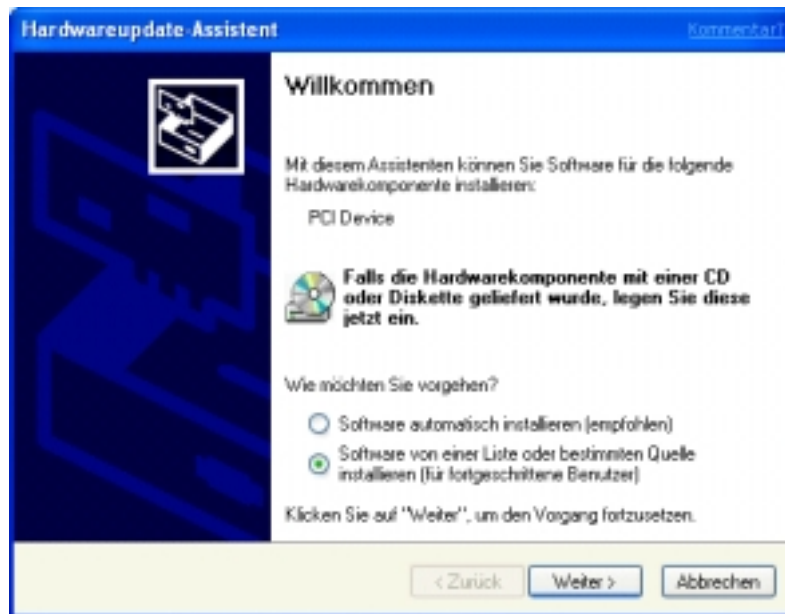 Hardwareupdate-Assistent
Kommentar?
Willkommen
Mit diesem Assistenten können Sie Software für die folgende
Hardwarekomponente installieren:
PCI Device
Falls die Hardwarekomponente mit einer CD
oder Diskette geliefert wurde, legen Sie diese
jetzt ein.
Wie möchten Sie vorgehen?
Software automatisch installieren (empfohlen)
Software von einer Liste oder bestimmten Quelle
installieren (für fortgeschrittene Benutzer)
Klicken Sie auf "Weiter", um den Vorgang fortzusetzen.
< Zurück
Weiter >
Abbrechen